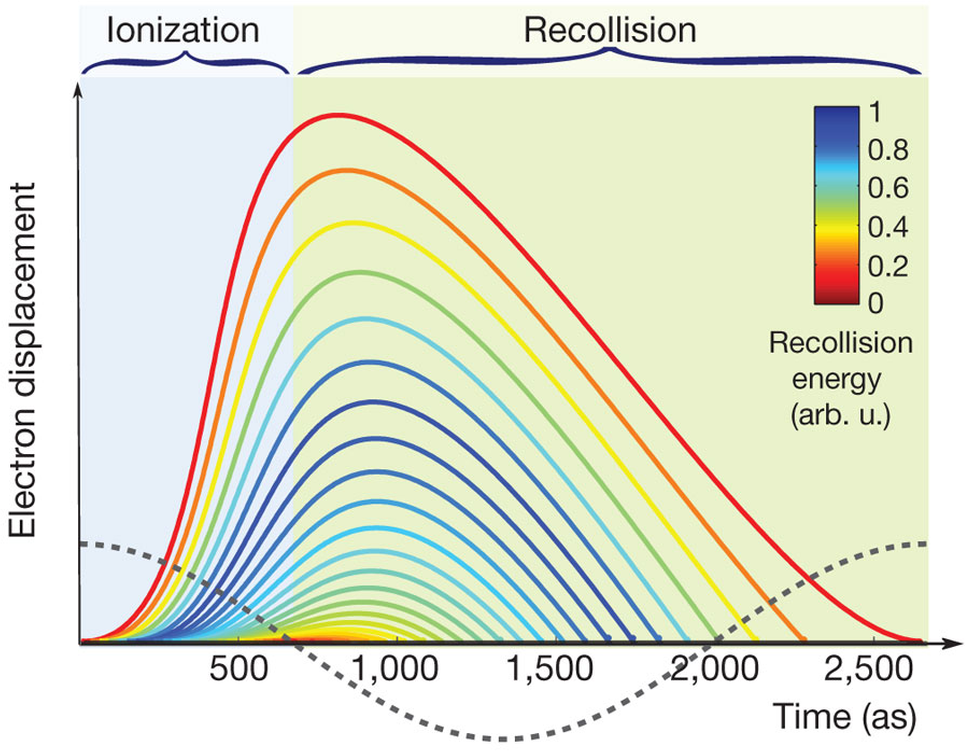 Ionization
Recollision
Electron displacement
1
0.8
0.6
0.4
0.2
0
Recollision
energy
(arb. u.)
500
1,000
1,500
2,000
2,500
Time (as)